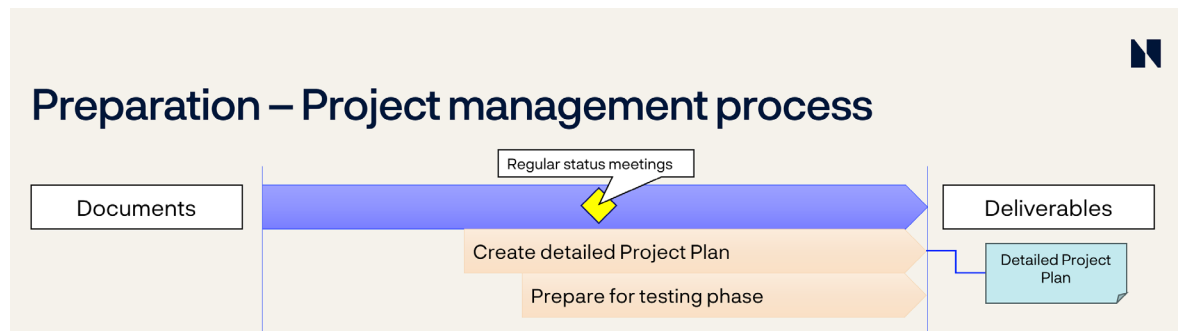 Preparation – Project management process
Regular status meetings
Documents
Deliverables
Create detailed Project Plan
Detailed Project
Plan
Prepare for testing phase